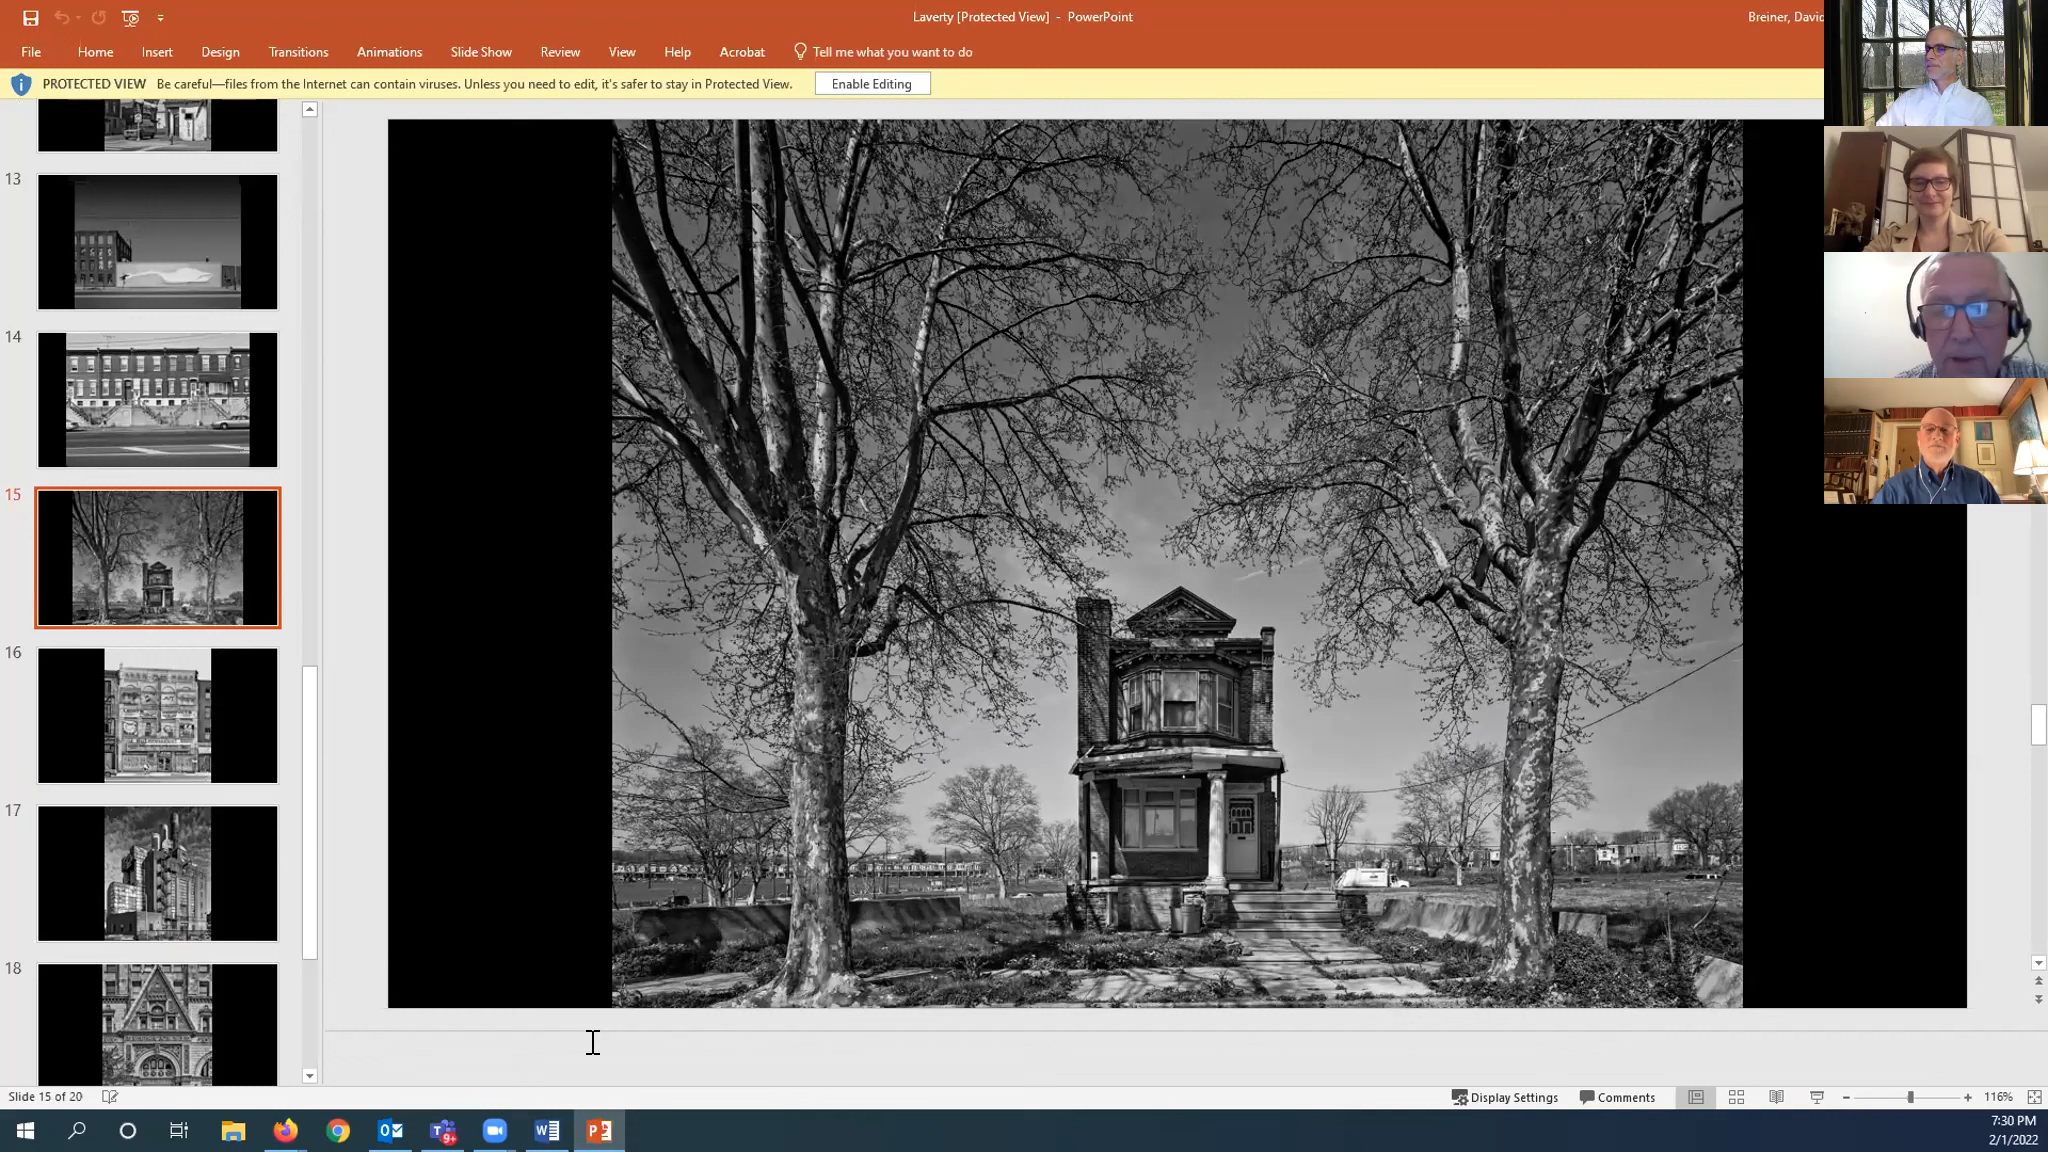 Laverty [Protected View] - PowerPoint
Breiner, David
File Home Insert Design Transitions Animations Slide Show Review View Help Acrobat Tell me what you want to do
PROTECTED VIEW Be careful—files from the Internet can contain viruses. Unless you need to edit, it's safer to stay in Protected View. Enable Editing
13
14
15
16
17
18
Slide 15 of 20
Display Settings Comments 116%
9+
7:30 PM
2/1/2022